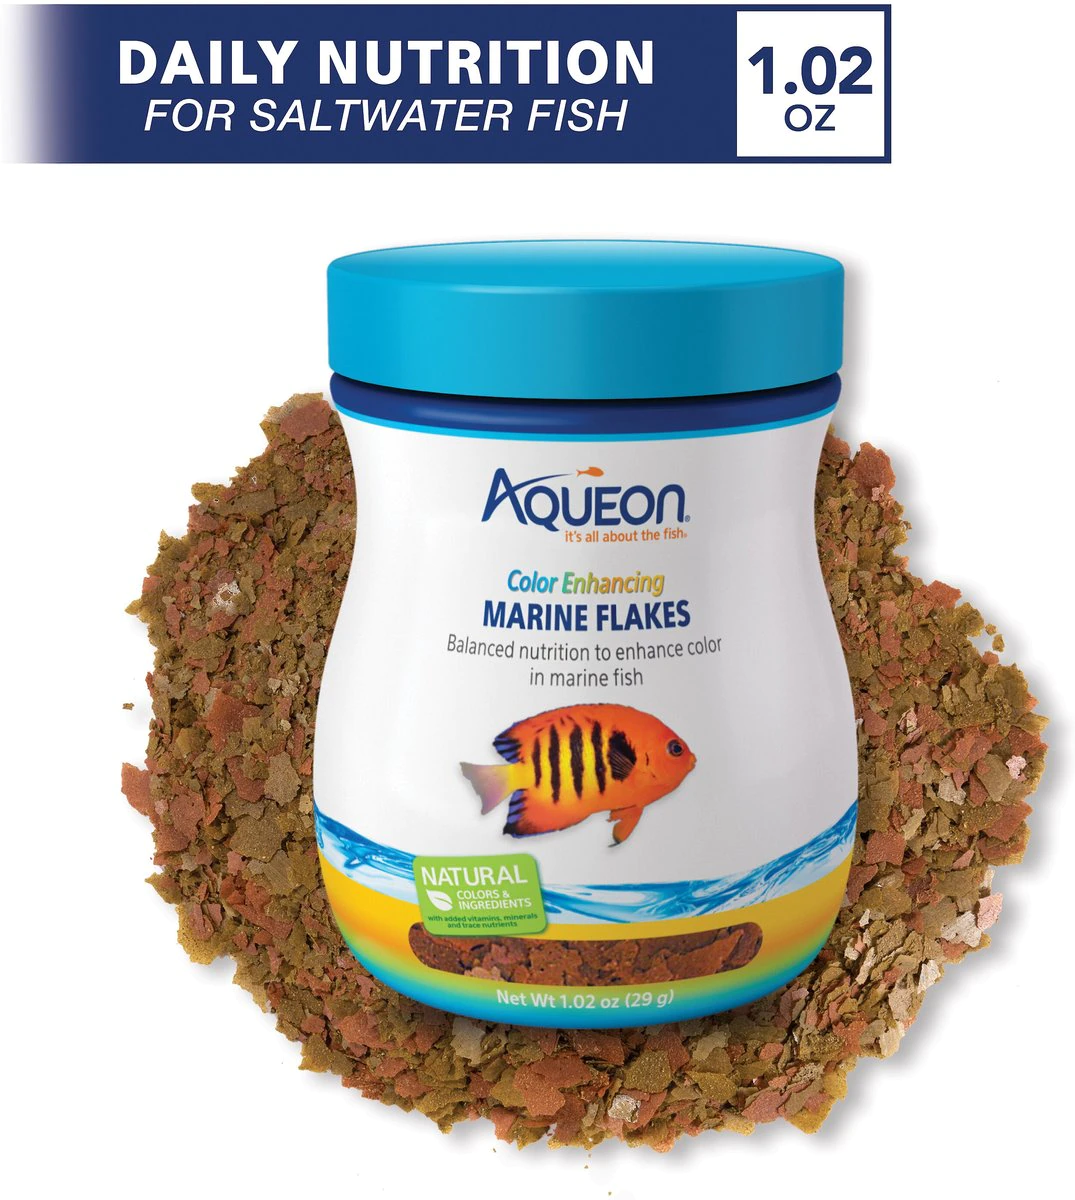 DAILY NUTRITION
FOR SALTWATER FISH
1.02
OZ
AQUEON®
it's all about the fish®
Color Enhancing
MARINE FLAKES
Balanced nutrition to enhance color
in marine fish
NATURAL
COLORS &
INGREDIENTS
with added vitamins, minerals
and trace nutrients
Net Wt 1.02 oz (29 g)